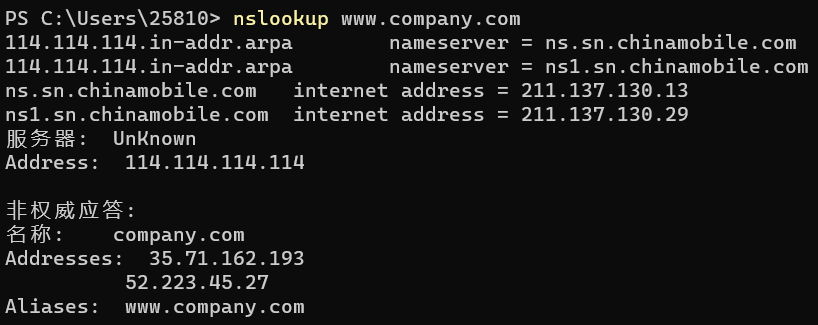 PS C:\Users\25810> nslookup www.company.com
114.114.114.in-addr.arpa        nameserver = ns.sn.chinamobile.com
114.114.114.in-addr.arpa        nameserver = ns1.sn.chinamobile.com
ns.sn.chinamobile.com   internet address = 211.137.130.13
ns1.sn.chinamobile.com  internet address = 211.137.130.29
服务器:  UnKnown
Address:  114.114.114.114

非权威应答:
名称:    company.com
Addresses:  35.71.162.193
          52.223.45.27
Aliases:  www.company.com